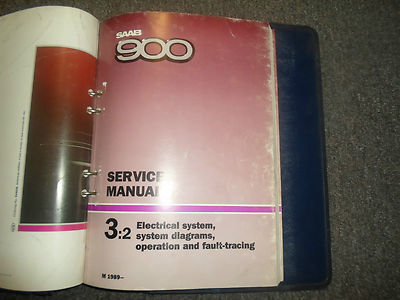 SAAB
900
SERVICE
MANUAL
3:2 Electrical system,
system diagrams,
operation and fault-tracing
M 1989–